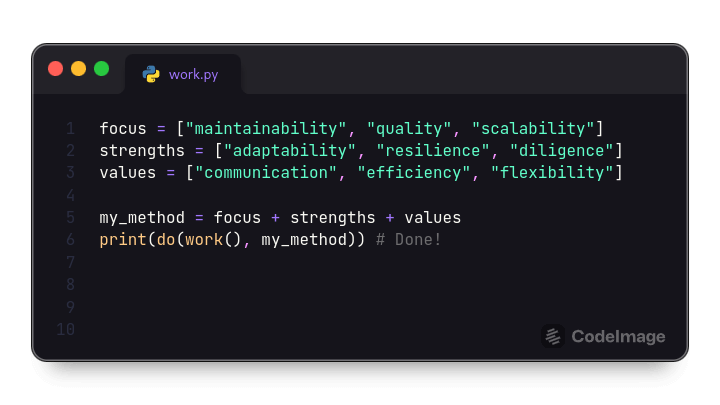 work.py
1 focus = ["maintainability", "quality", "scalability"]
2 strengths = ["adaptability", "resilience", "diligence"]
3 values = ["communication", "efficiency", "flexibility"]
4
5 my_method = focus + strengths + values
6 print(do(work(), my_method)) # Done!
7
8
9
10
CodeImage